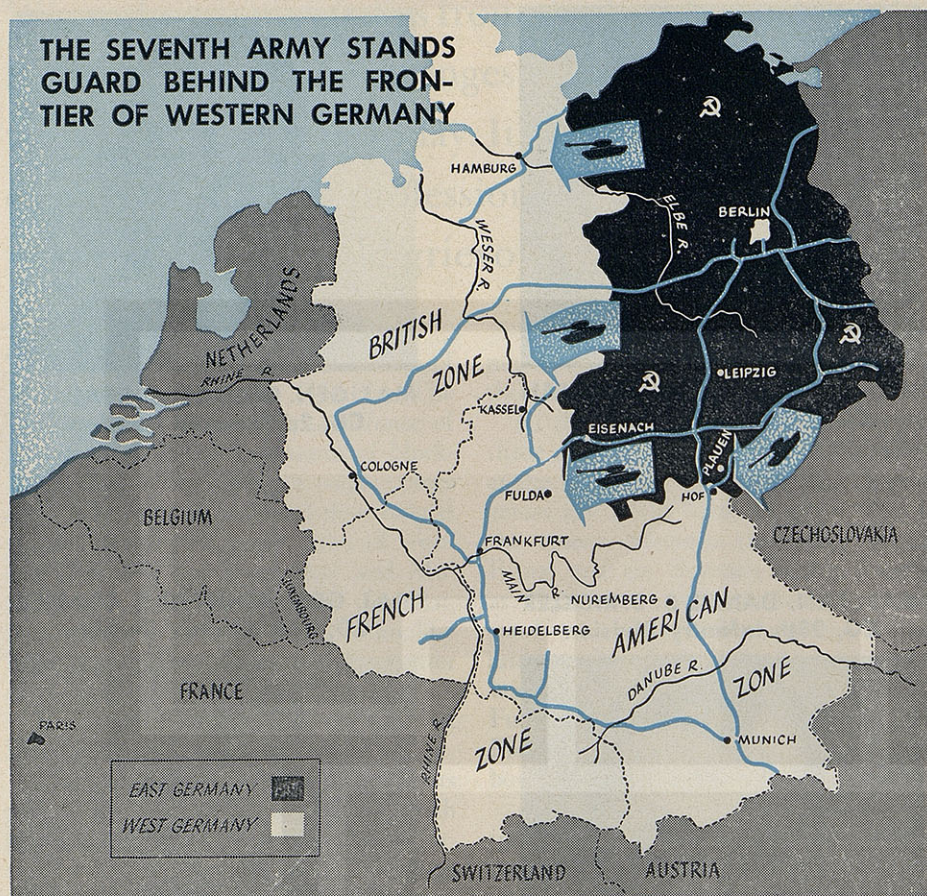 THE SEVENTH ARMY STANDS
GUARD BEHIND THE FRON-
TIER OF WESTERN GERMANY
HAMBURG
ELBE R.
BERLIN
WESER R.
NETHERLANDS
BRITISH
ZONE
RHINE R.
LEIPZIG
KASSEL
EISENACH
PLAUEN
COLOGNE
FULDA
HOF
BELGIUM
CZECHOSLOVAKIA
FRANKFURT
MAIN R.
LUXEMBOURG
FRENCH
NUREMBERG
AMERICAN
HEIDELBERG
DANUBE R.
ZONE
FRANCE
PARIS
RHINE R.
ZONE
MUNICH
EAST GERMANY
WEST GERMANY
SWITZERLAND
AUSTRIA